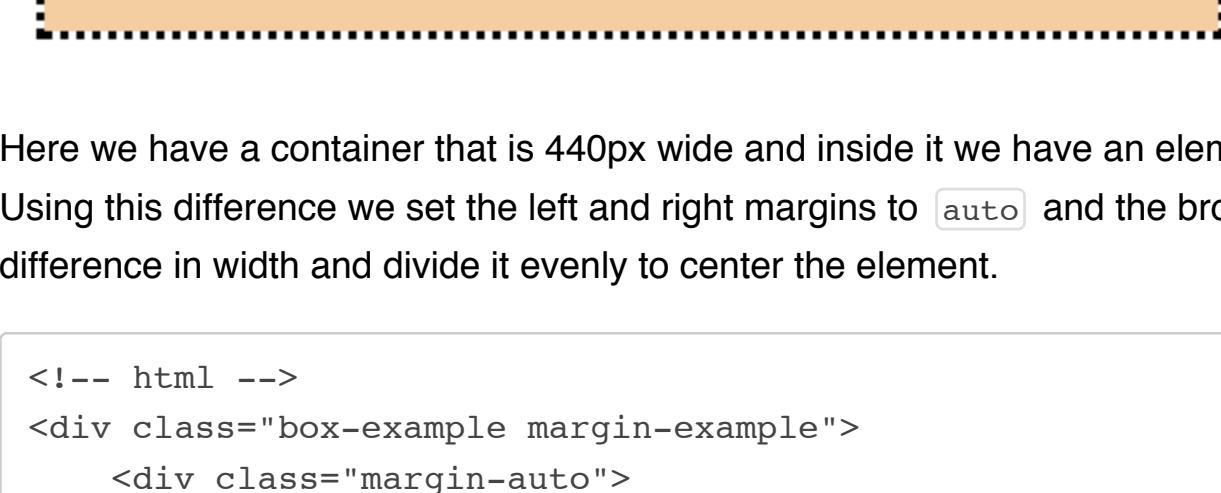 Here we have a container that is 440px wide and inside it we have an
Using this difference we set the left and right margins to auto and the
difference in width and divide it evenly to center the element.
<!-- html -->
<div class="box-example margin-example">
<div class="margin-auto">